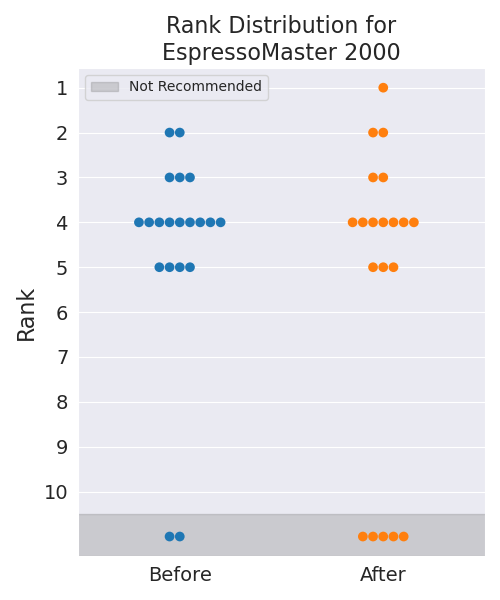 Rank Distribution for
EspressoMaster 2000
Not Recommended
1
2
3
4
5
6
7
8
9
10
Rank
Before After